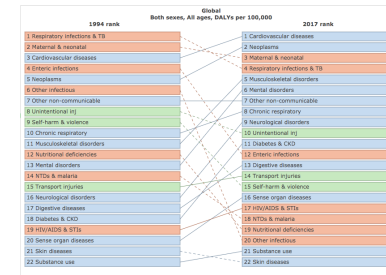 Global
Both sexes, All ages, DALYs per 100,000
1994 rank
2017 rank
1 Respiratory infections & TB
2 Maternal & neonatal
3 Cardiovascular diseases
4 Enteric infections
5 Neoplasms
6 Other infectious
7 Other non-communicable
8 Unintentional inj
9 Self-harm & violence
10 Chronic respiratory
11 Musculoskeletal disorders
12 Nutritional deficiencies
13 Mental disorders
14 NTDs & malaria
15 Transport injuries
16 Neurological disorders
17 Digestive diseases
18 Diabetes & CKD
19 HIV/AIDS & STIs
20 Sense organ diseases
21 Skin diseases
22 Substance use
1 Cardiovascular diseases
2 Neoplasms
3 Maternal & neonatal
4 Respiratory infections & TB
5 Musculoskeletal disorders
6 Mental disorders
7 Other non-communicable
8 Chronic respiratory
9 Neurological disorders
10 Unintentional inj
11 Diabetes & CKD
12 Enteric infections
13 Digestive diseases
14 Transport injuries
15 Self-harm & violence
16 Sense organ diseases
17 HIV/AIDS & STIs
18 NTDs & malaria
19 Nutritional deficiencies
20 Other infectious
21 Substance use
22 Skin diseases